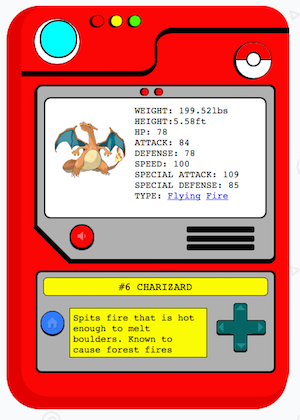 WEIGHT: 199.52lbs
HEIGHT:5.58ft
HP: 78
ATTACK: 84
DEFENSE: 78
SPEED: 100
SPECIAL ATTACK: 109
SPECIAL DEFENSE: 85
TYPE: Flying Fire
#6 CHARIZARD
Spits fire that is hot
enough to melt
boulders. Known to
cause forest fires